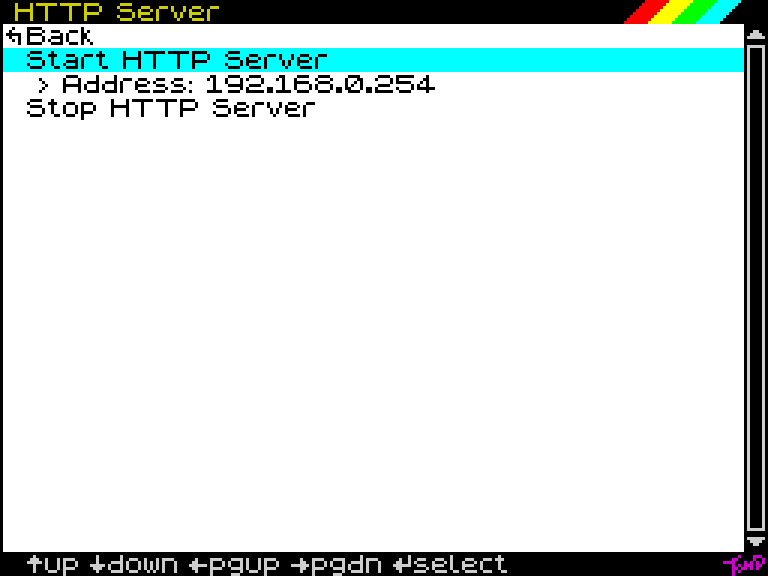 HTTP Server
↰Back
Start HTTP Server
> Address: 192.168.0.254
Stop HTTP Server
↑up ↓down ←pgup →pgdn ↵select